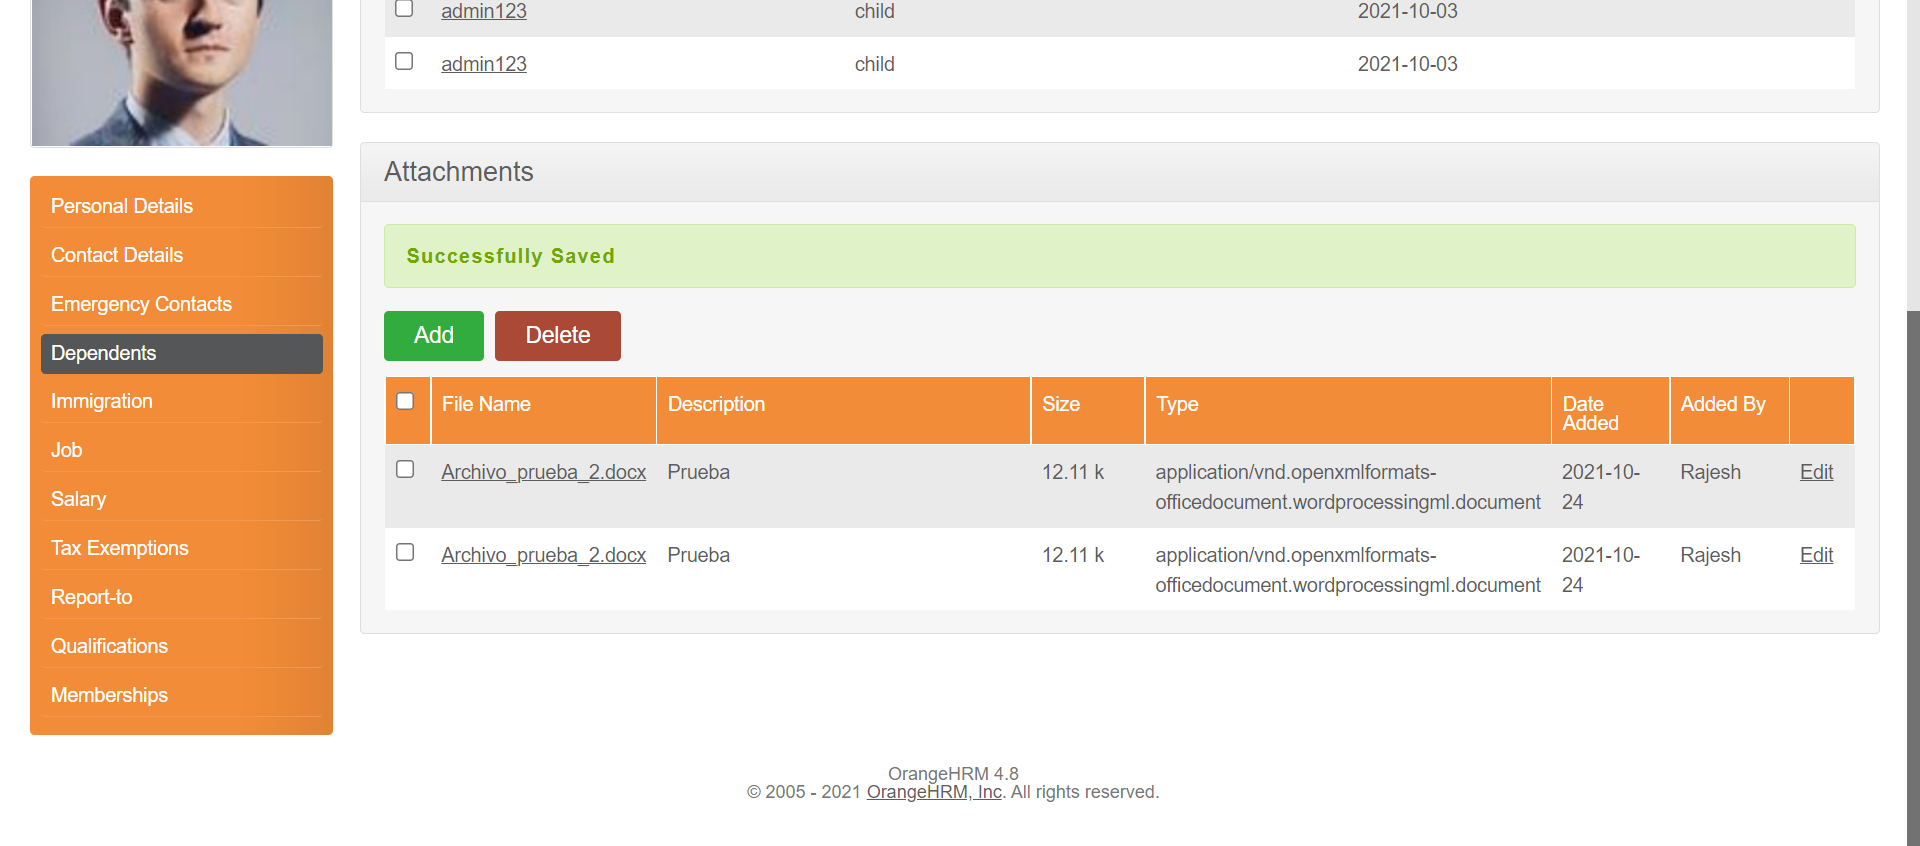 admin123 child 2021-10-03
admin123 child 2021-10-03
Attachments
Successfully Saved
Add Delete
File Name Description Size Type Date Added Added By
Archivo_prueba_2.docx Prueba 12.11 k application/vnd.openxmlformats-officedocument.wordprocessingml.document 2021-10-24 Rajesh Edit
Archivo_prueba_2.docx Prueba 12.11 k application/vnd.openxmlformats-officedocument.wordprocessingml.document 2021-10-24 Rajesh Edit
Personal Details
Contact Details
Emergency Contacts
Dependents
Immigration
Job
Salary
Tax Exemptions
Report-to
Qualifications
Memberships
OrangeHRM 4.8
© 2005 - 2021 OrangeHRM, Inc. All rights reserved.